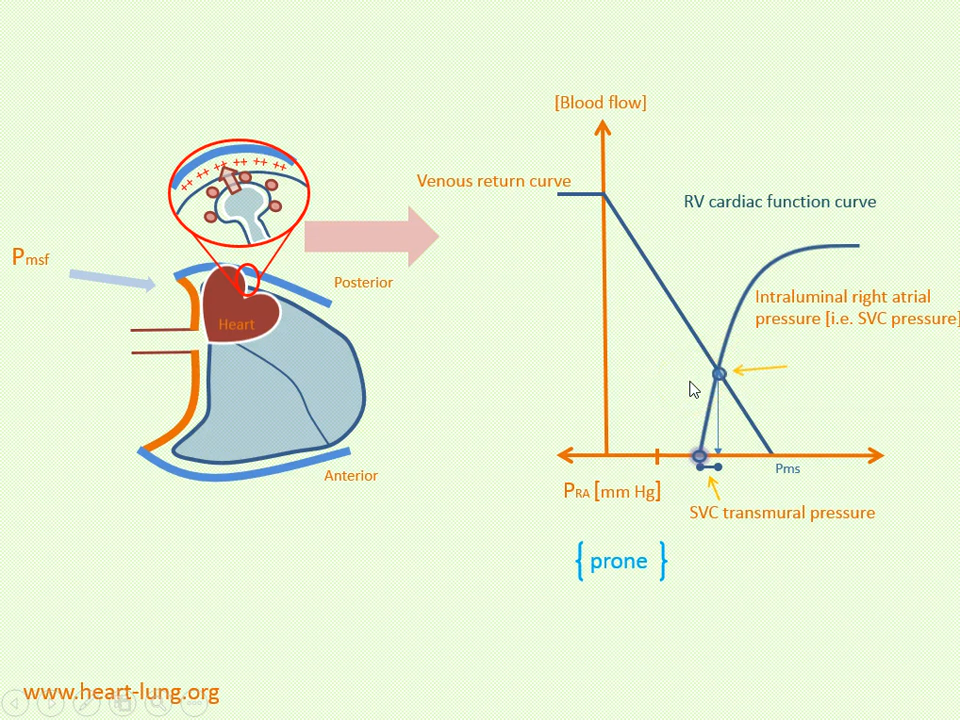 [Blood flow]
Venous return curve
RV cardiac function curve
++ ++ ++ ++ ++ ++
Pmsf
Posterior
Heart
Intraluminal right atrial
pressure [i.e. SVC pressure]
Pms
Anterior
PRA [mm Hg]
SVC transmural pressure
{ prone }
www.heart-lung.org